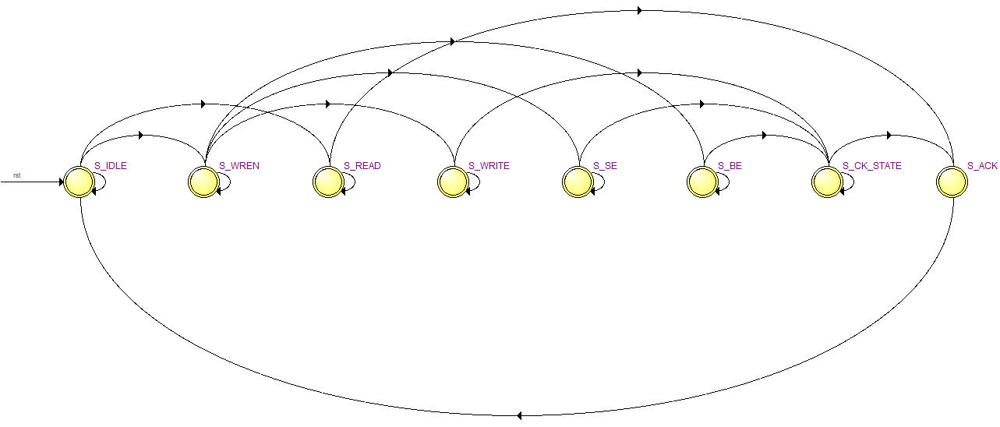 rst
S_IDLE
S_WREN
S_READ
S_WRITE
S_SE
S_BE
S_CK_STATE
S_ACK